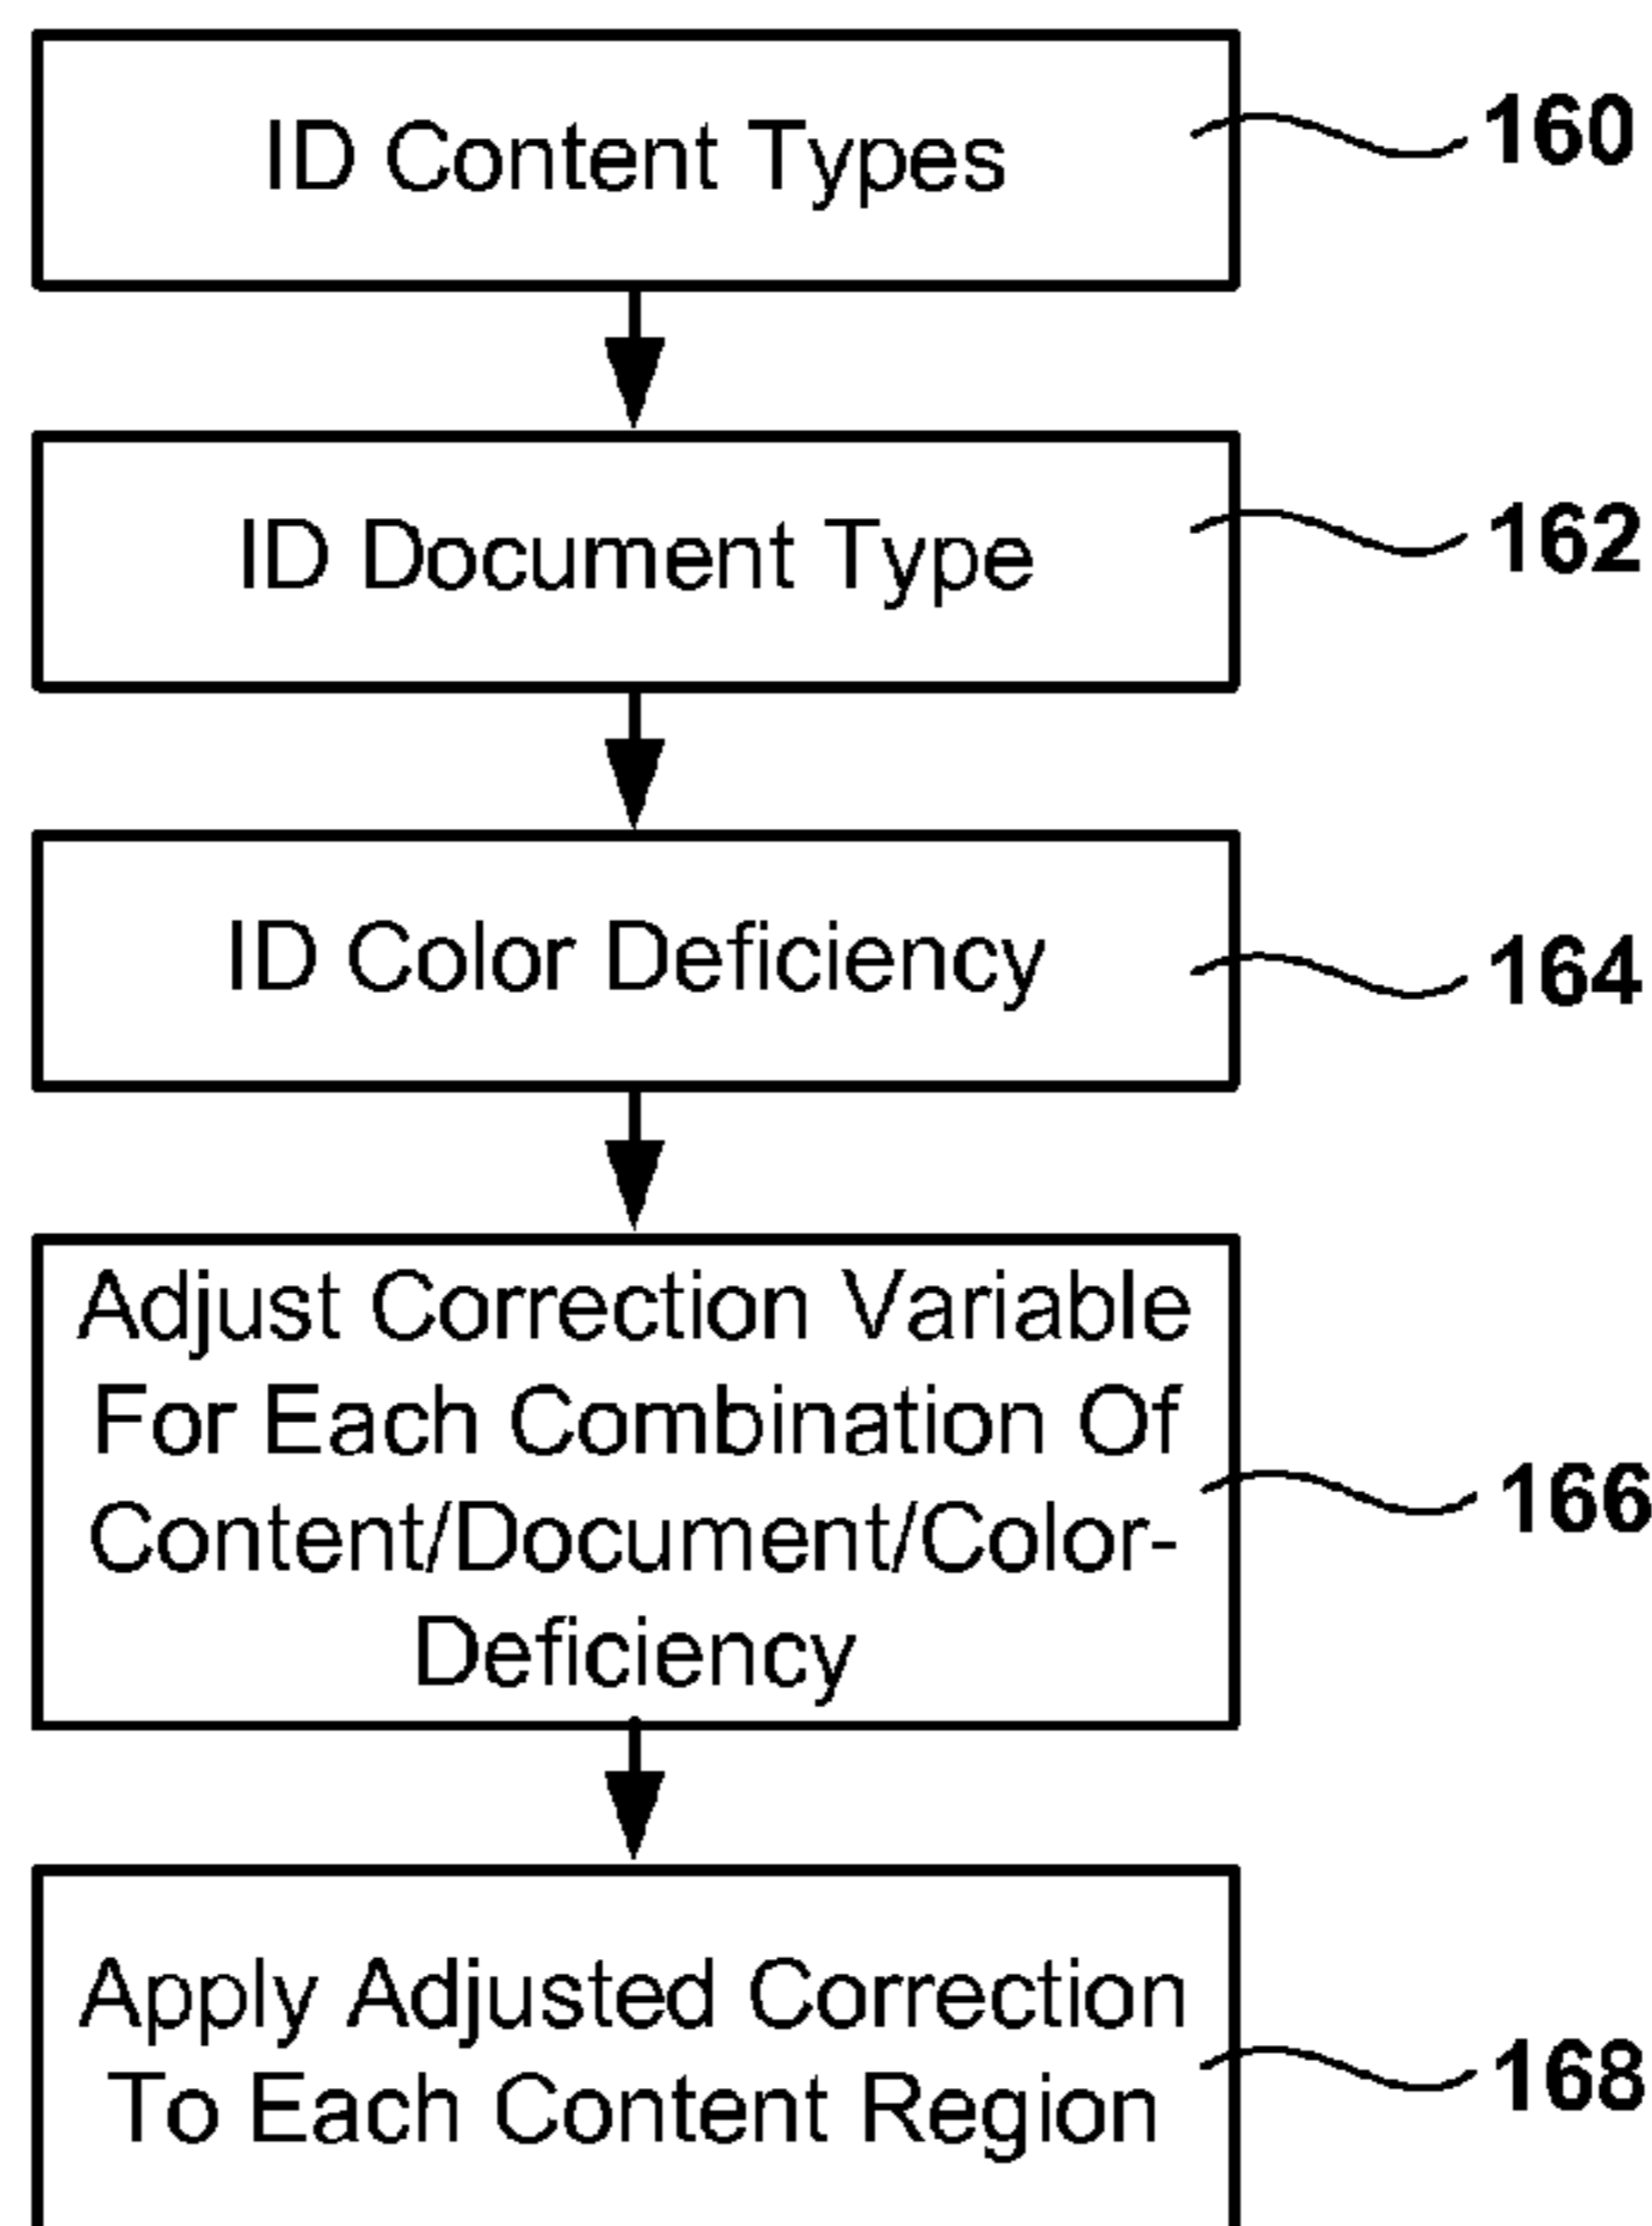 ID Content Types
160
ID Document Type
162
ID Color Deficiency
164
Adjust Correction Variable
For Each Combination Of
Content/Document/Color-
Deficiency
166
Apply Adjusted Correction
To Each Content Region
168